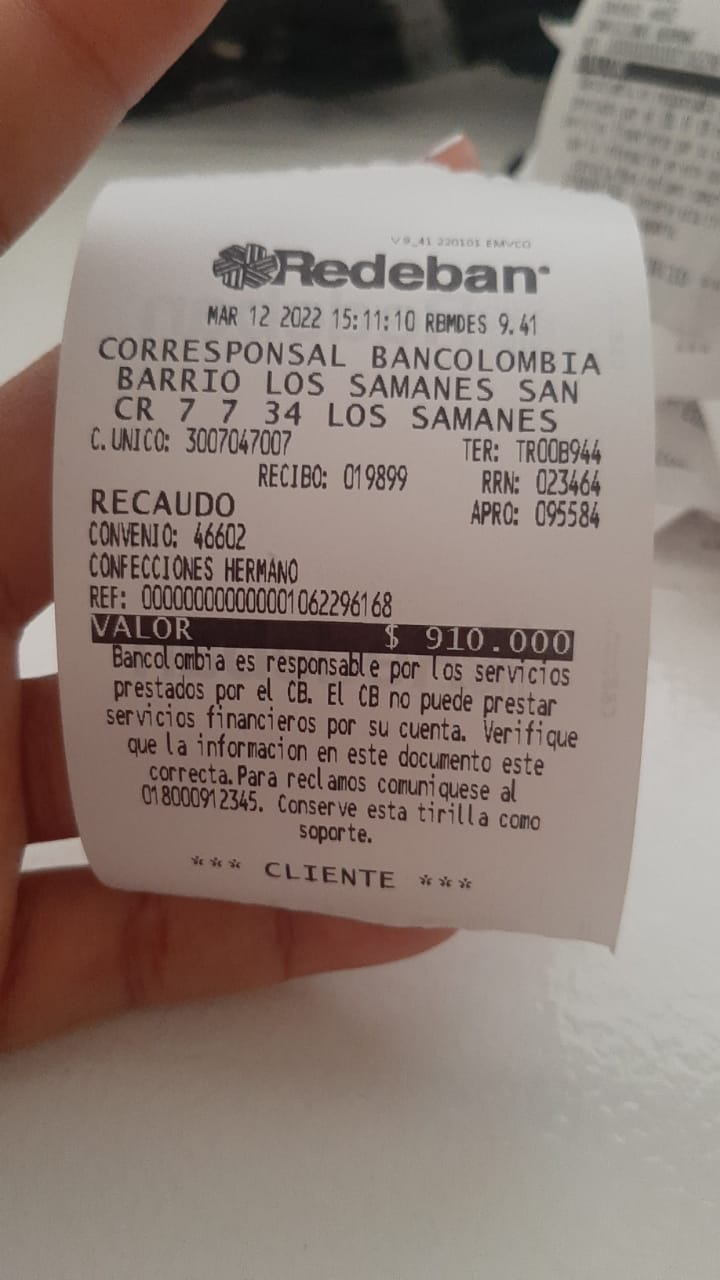 V 9_41 220101 EMVCO
Redeban
MAR 12 2022 15:11:10 RBMDES 9.41
CORRESPONSAL BANCOLOMBIA
BARRIO LOS SAMANES SAN
CR 7 7 34 LOS SAMANES
C. UNICO: 3007047007 TER: TR00B944
RECIBO: 019899 RRN: 023464
RECAUDO APRO: 095584
CONVENIO: 46602
CONFECCIONES HERMANO
REF: 000000000000001062296168
VALOR $ 910.000
Bancolombia es responsable por los servicios
prestados por el CB. El CB no puede prestar
servicios financieros por su cuenta. Verifique
que la informacion en este documento este
correcta.Para reclamos comuniquese al
018000912345. Conserve esta tirilla como
soporte.
*** CLIENTE ***